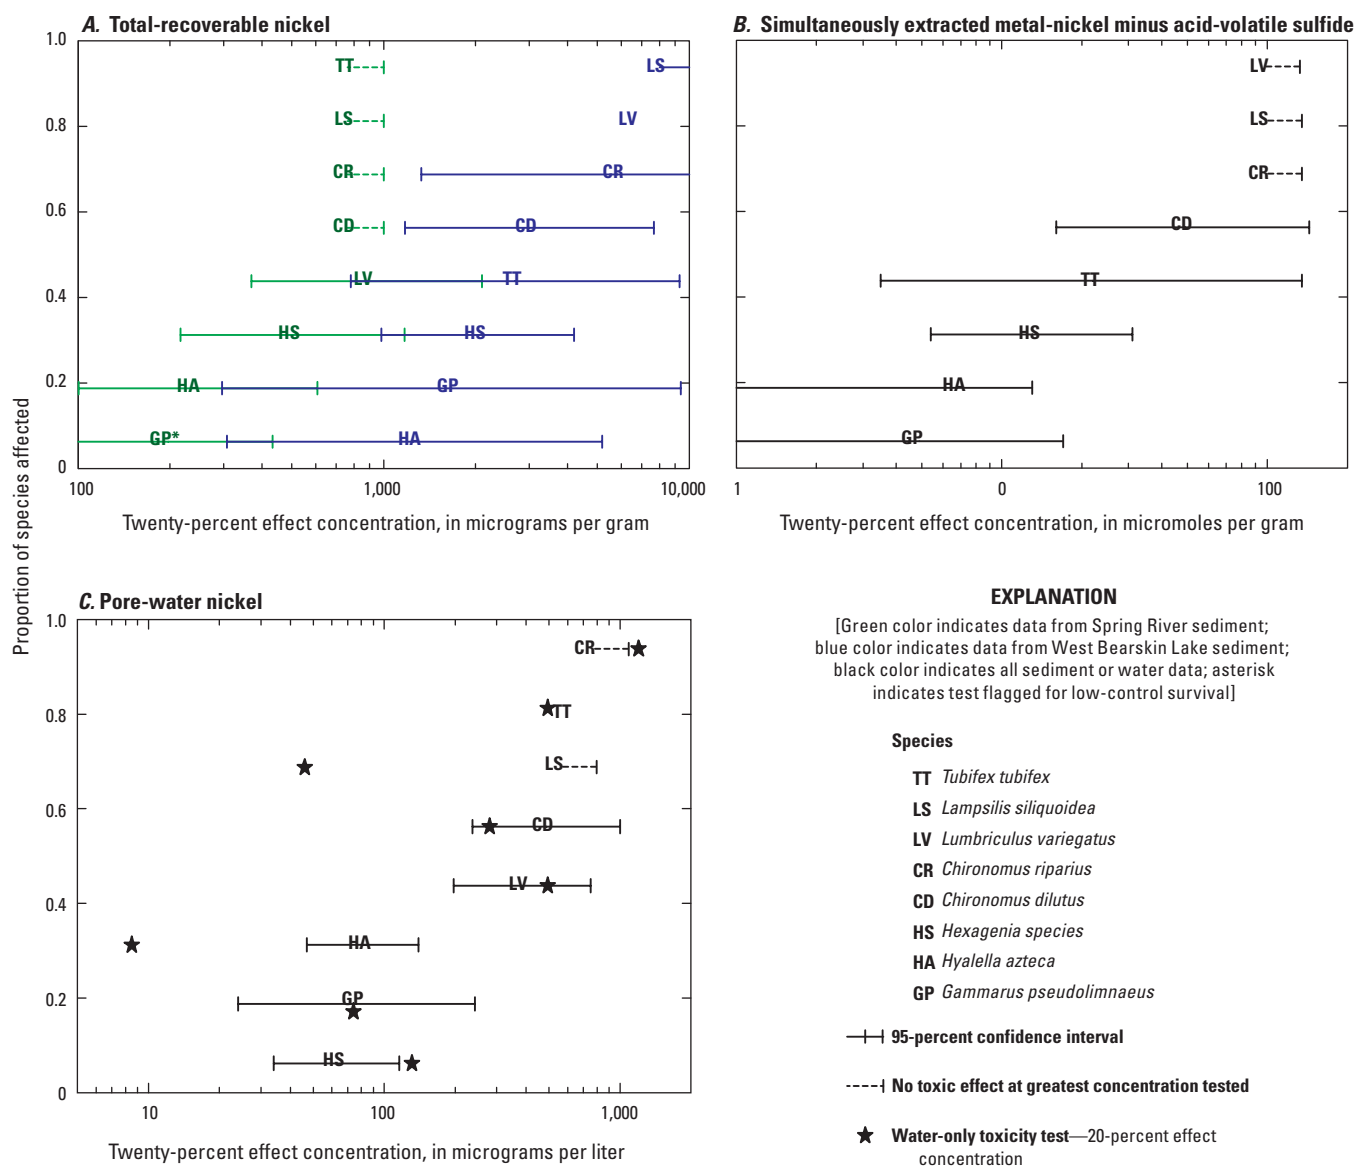 A. Total-recoverable nickel
1.0
0.8
0.6
0.4
0.2
0
TT
LS
LS
LV
CR
CR
CD
CD
LV
TT
HS
HS
HA
GP
GP*
HA
100
1,000
10,000
Twenty-percent effect concentration, in micrograms per gram
B. Simultaneously extracted metal-nickel minus acid-volatile sulfide
LV
LS
CR
CD
TT
HS
HA
GP
1
0
100
Twenty-percent effect concentration, in micromoles per gram
Proportion of species affected
C. Pore-water nickel
1.0
0.8
0.6
0.4
0.2
0
CR
TT
LS
CD
LV
HA
GP
HS
10
100
1,000
Twenty-percent effect concentration, in micrograms per liter
EXPLANATION
[Green color indicates data from Spring River sediment;
blue color indicates data from West Bearskin Lake sediment;
black color indicates all sediment or water data; asterisk
indicates test flagged for low-control survival]
Species
TT Tubifex tubifex
LS Lampsilis siliquoidea
LV Lumbriculus variegatus
CR Chironomus riparius
CD Chironomus dilutus
HS Hexagenia species
HA Hyalella azteca
GP Gammarus pseudolimnaeus
95-percent confidence interval
No toxic effect at greatest concentration tested
Water-only toxicity test—20-percent effect
concentration